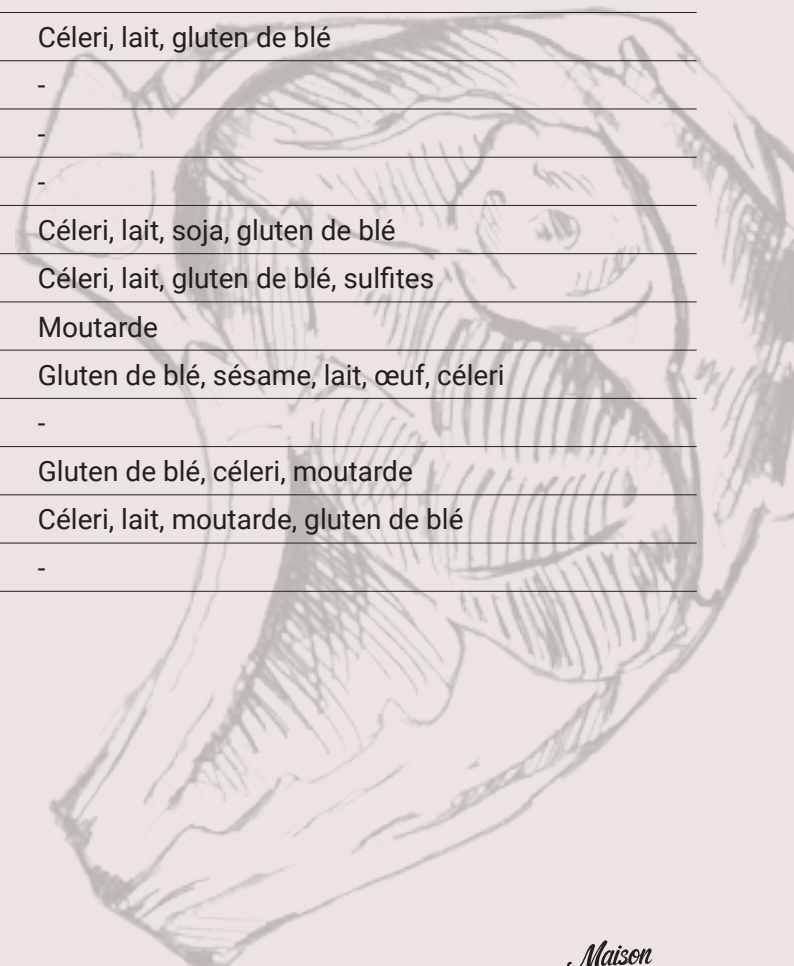 Céleri, lait, gluten de blé
-
-
-
Céleri, lait, soja, gluten de blé
Céleri, lait, gluten de blé, sulfites
Moutarde
Gluten de blé, sésame, lait, œuf, céleri
-
Gluten de blé, céleri, moutarde
Céleri, lait, moutarde, gluten de blé
-
Maison